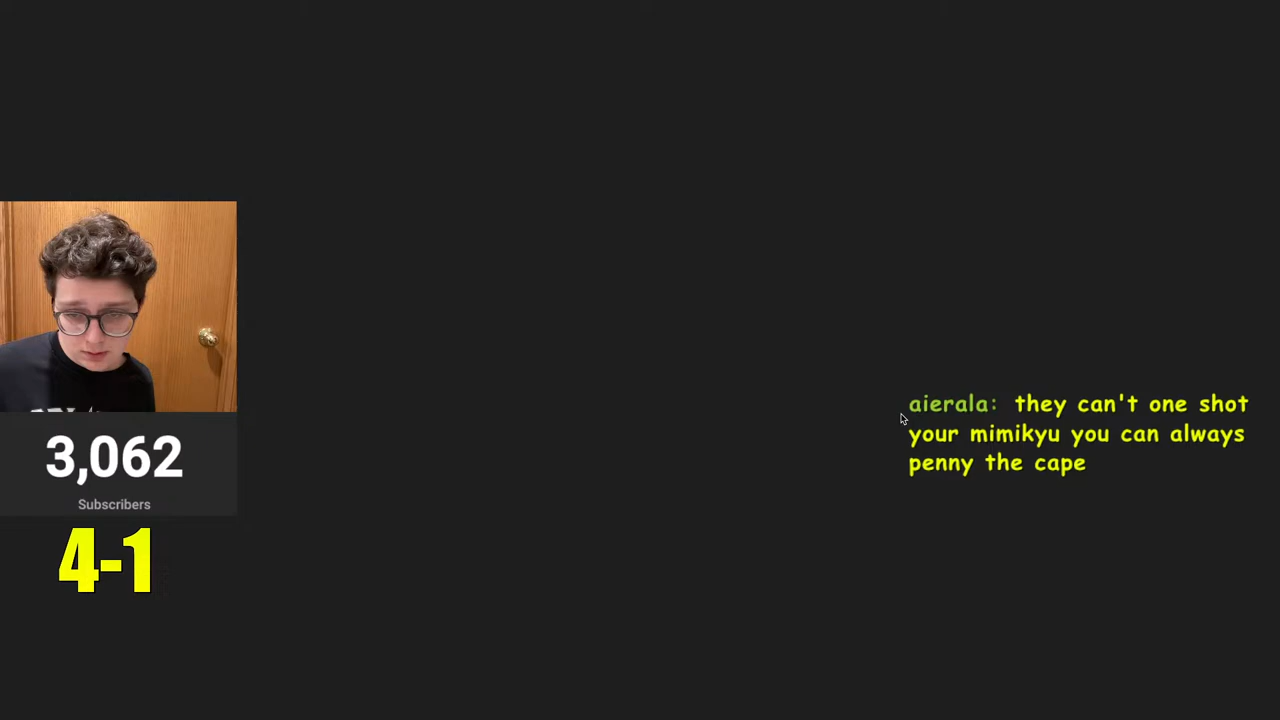 3,062
Subscribers
4-1
aierala: they can't one shot
your mimikyu you can always
penny the cape